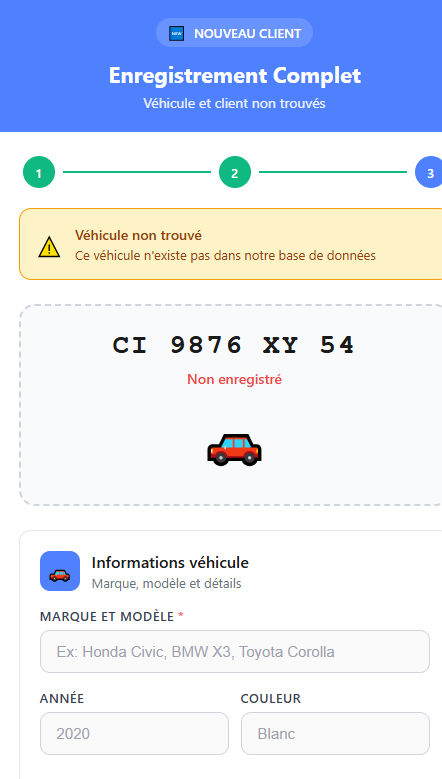 NEW NOUVEAU CLIENT
Enregistrement Complet
Véhicule et client non trouvés
1 2 3
Véhicule non trouvé
Ce véhicule n'existe pas dans notre base de données
CI 9876 XY 54
Non enregistré
Informations véhicule
Marque, modèle et détails
MARQUE ET MODÈLE *
Ex: Honda Civic, BMW X3, Toyota Corolla
ANNÉE COULEUR
2020 Blanc